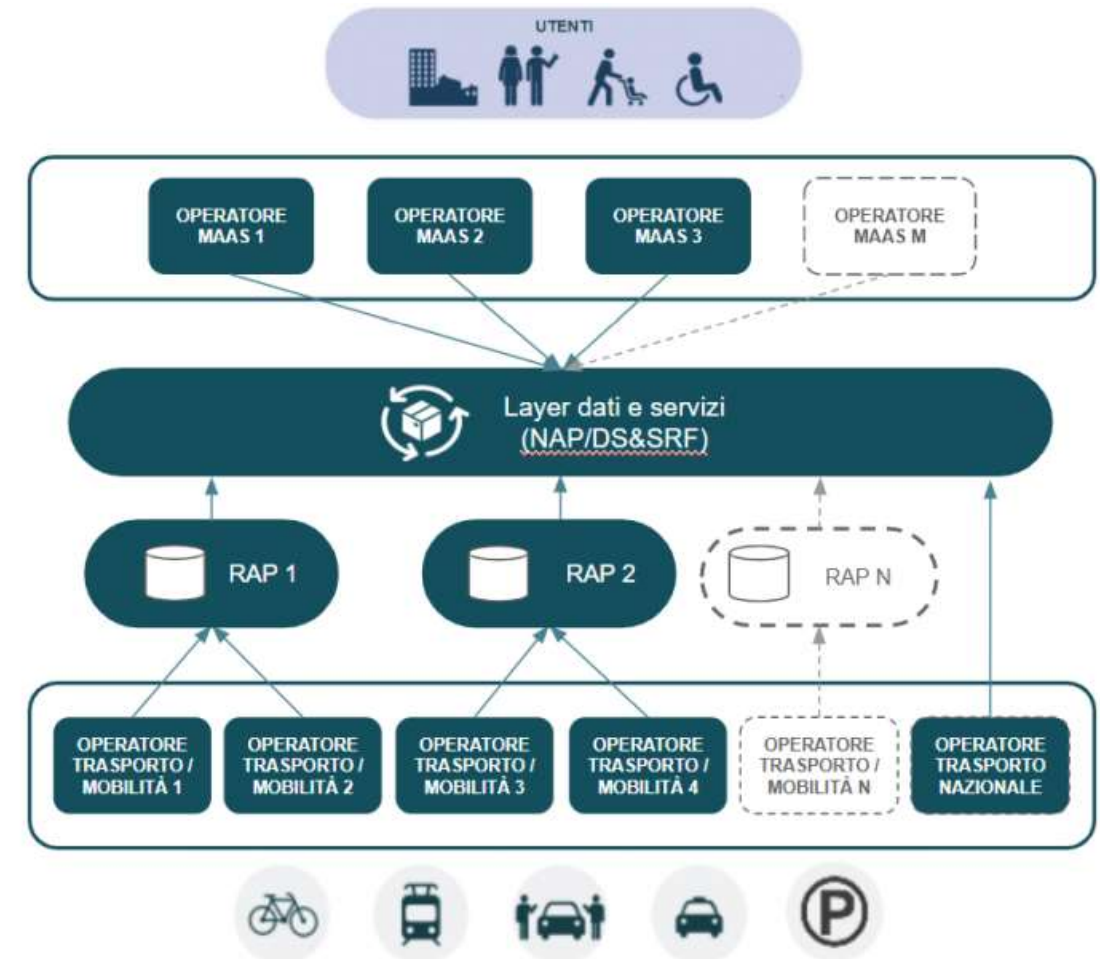 UTENTI
OPERATORE
MAAS 1
OPERATORE
MAAS 2
OPERATORE
MAAS 3
OPERATORE
MAAS M
Layer dati e servizi
(NAP/DS&SRF)
RAP 1
RAP 2
RAP N
OPERATORE
TRASPORTO /
MOBILITÀ 1
OPERATORE
TRASPORTO /
MOBILITÀ 2
OPERATORE
TRASPORTO /
MOBILITÀ 3
OPERATORE
TRASPORTO /
MOBILITÀ 4
OPERATORE
TRASPORTO /
MOBILITÀ N
OPERATORE
TRASPORTO
NAZIONALE
P